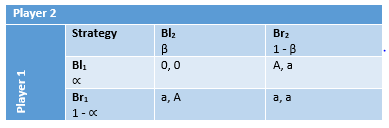 Player 2
Player 1
Strategy Bl₂ Br₂
β 1 - β
Bl₁ 0, 0 A, a
∝
Br₁ a, A a, a
1 - ∝